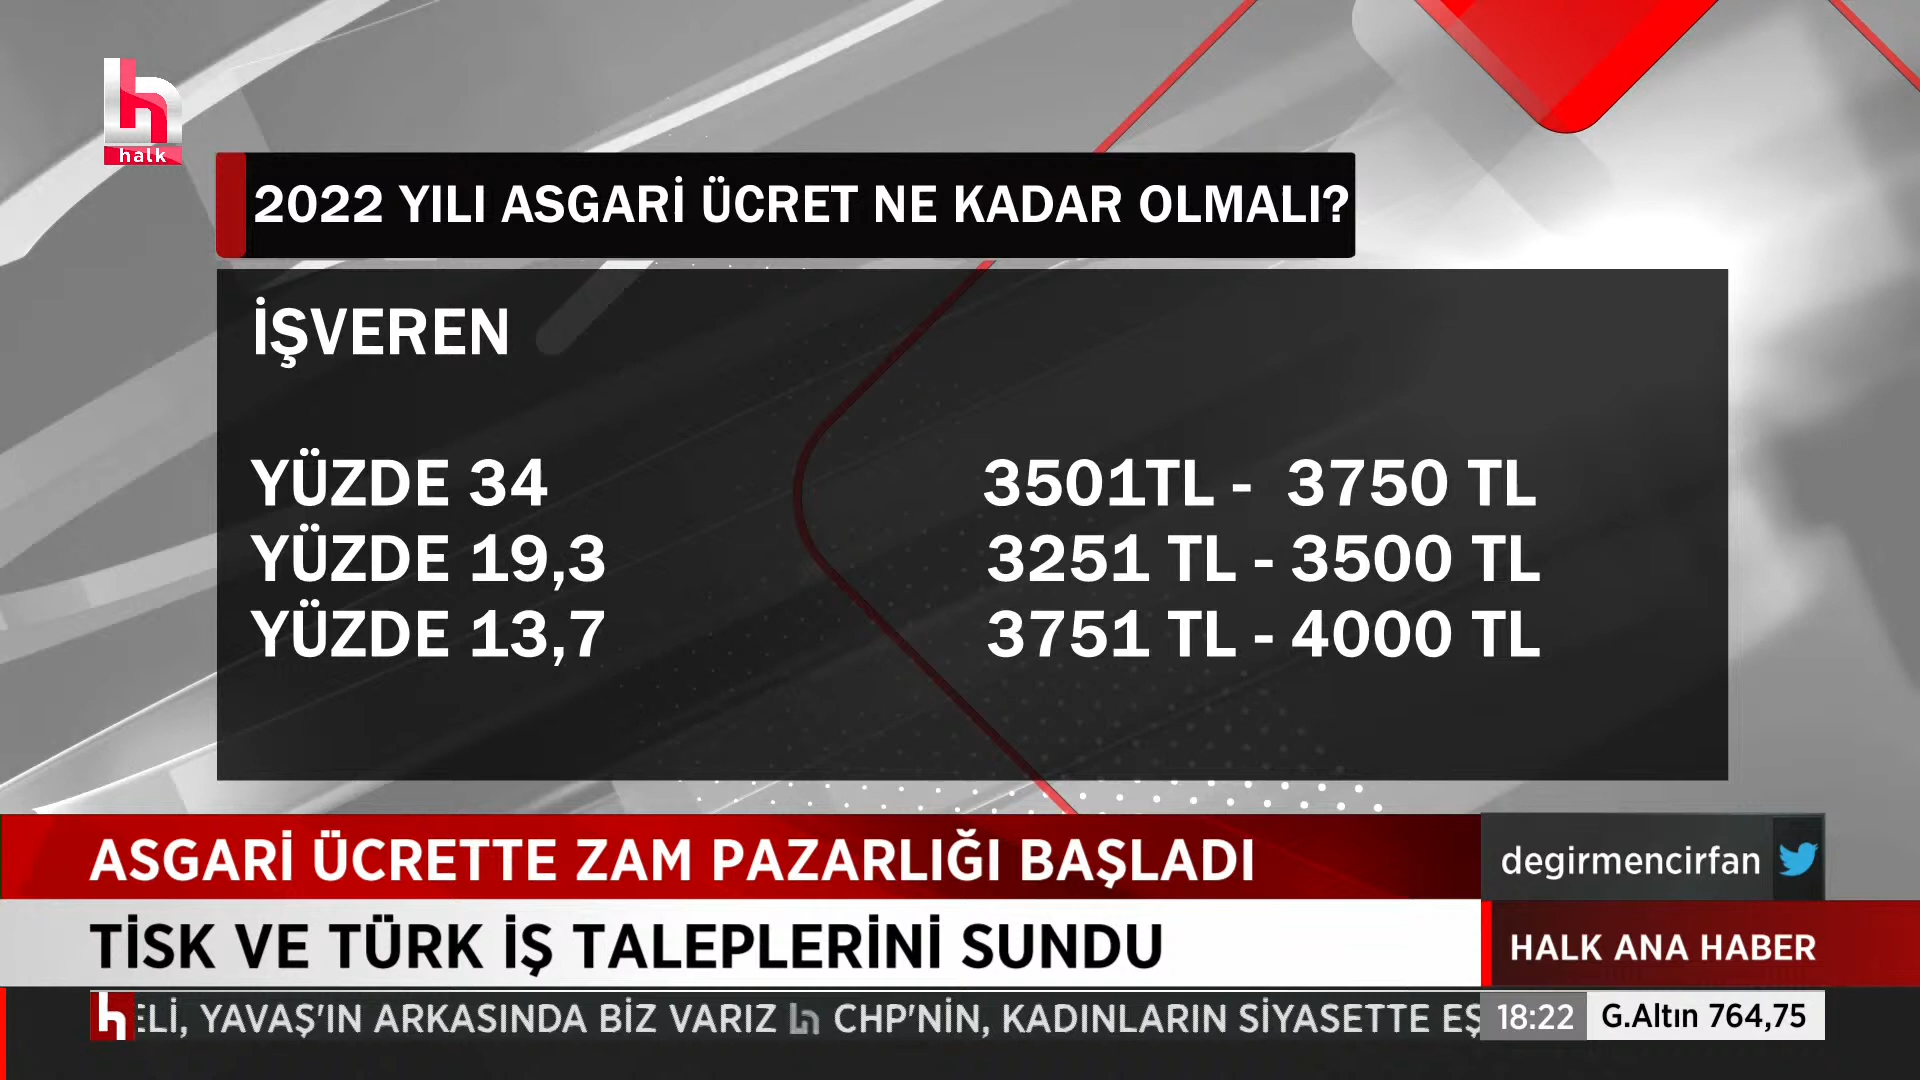 halk
2022 YILI ASGARİ ÜCRET NE KADAR OLMALI?
İŞVEREN
YÜZDE 34 3501TL - 3750 TL
YÜZDE 19,3 3251 TL - 3500 TL
YÜZDE 13,7 3751 TL - 4000 TL
ASGARİ ÜCRETTE ZAM PAZARLIĞI BAŞLADI
degirmencirfan
TİSK VE TÜRK İŞ TALEPLERİNİ SUNDU
HALK ANA HABER
ELİ, YAVAŞ'IN ARKASINDA BİZ VARIZ CHP'NİN, KADINLARIN SİYASETTE EŞ
18:22 G.Altın 764,75